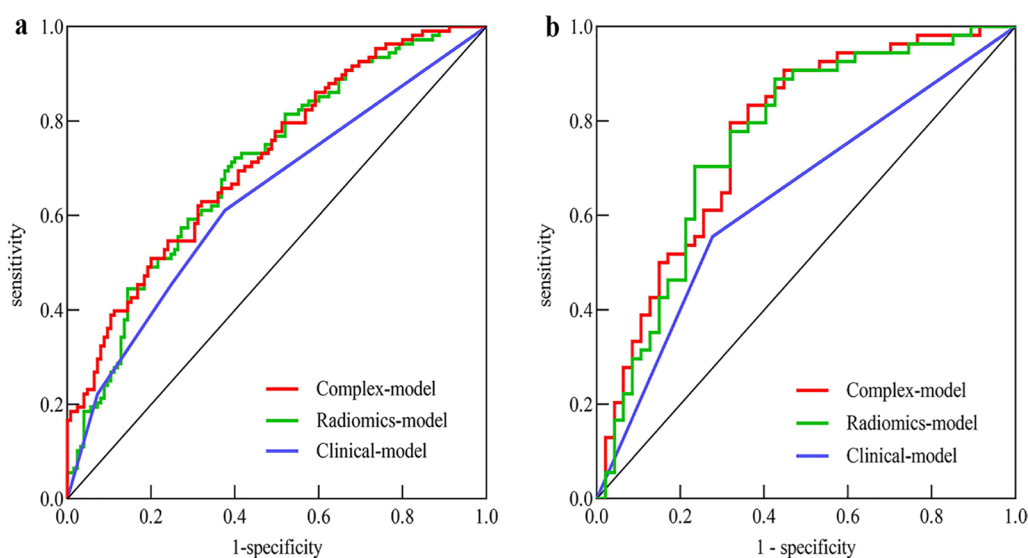 a
1.0
0.8
0.6
0.4
0.2
0.0
sensitivity
0.0 0.2 0.4 0.6 0.8 1.0
1-specificity
Complex-model
Radiomics-model
Clinical-model
b
1.0
0.8
0.6
0.4
0.2
0.0
sensitivity
0.0 0.2 0.4 0.6 0.8 1.0
1 - specificity
Complex-model
Radiomics-model
Clinical-model